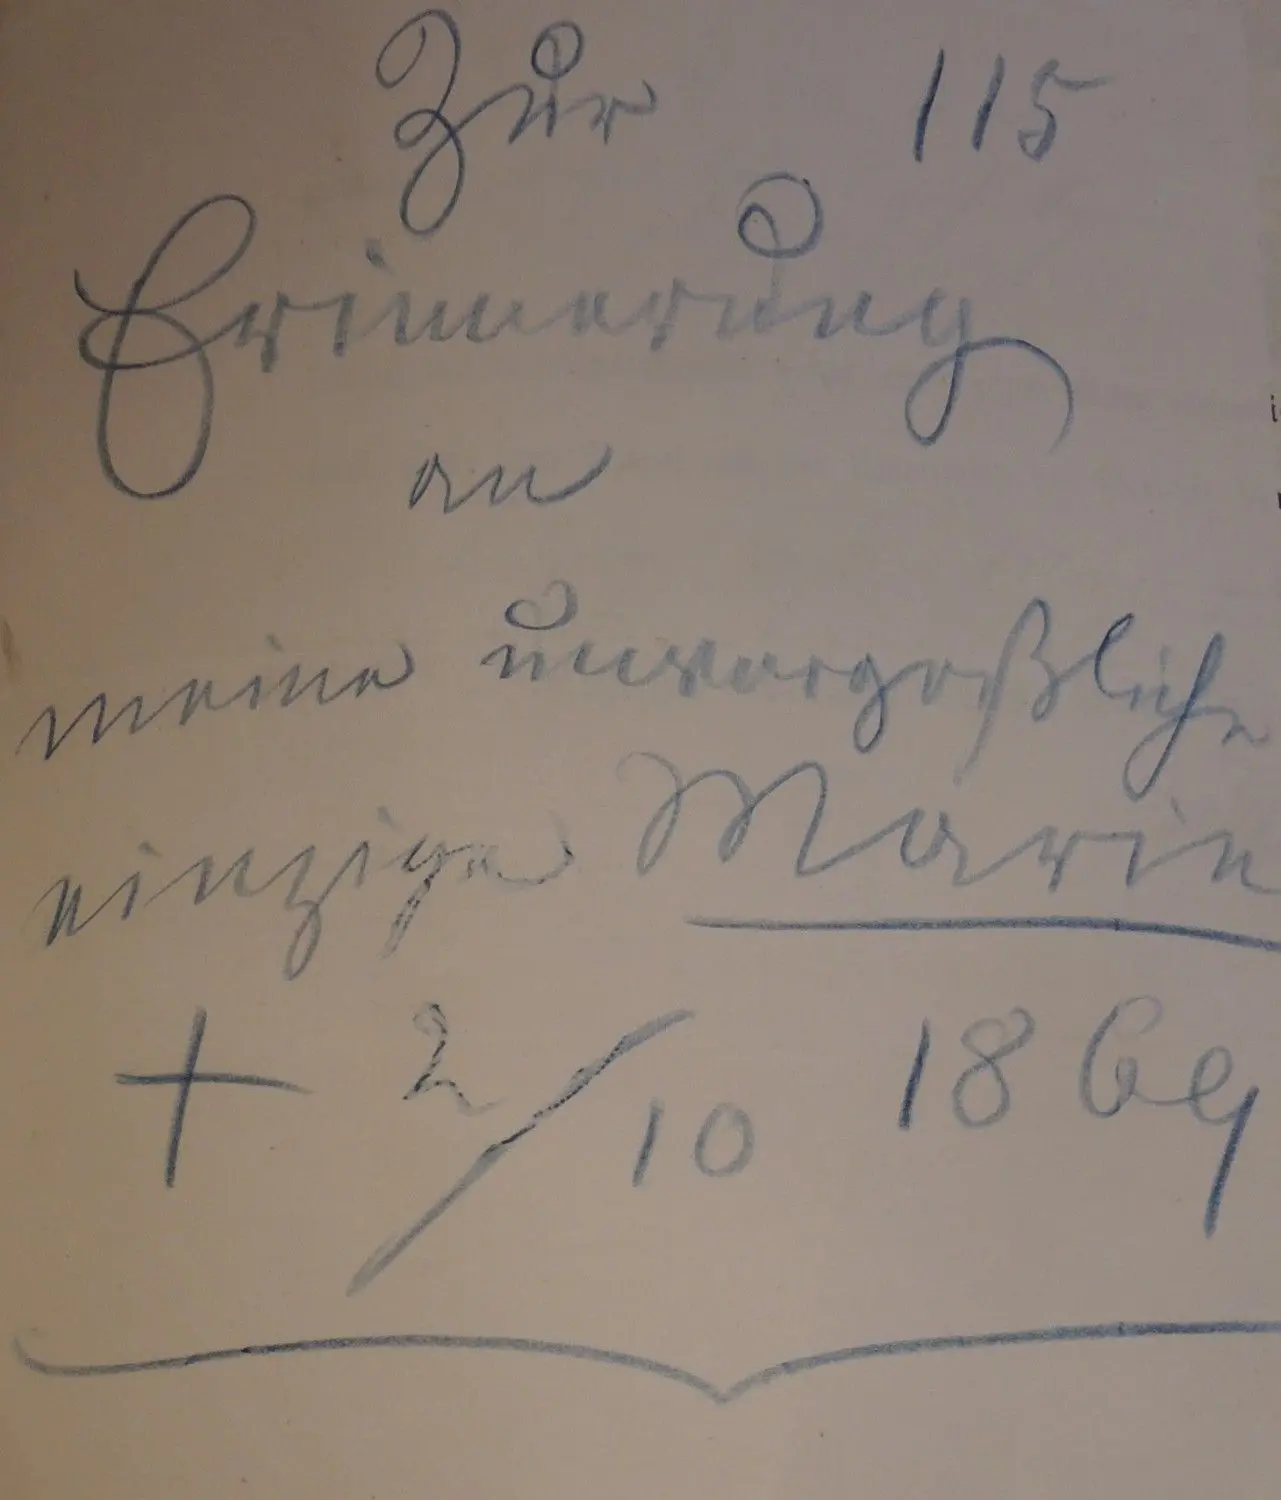 Zur 115
Erinnerung
an
meine unvergeßliche
einzige Marie
+ 2/10 1869